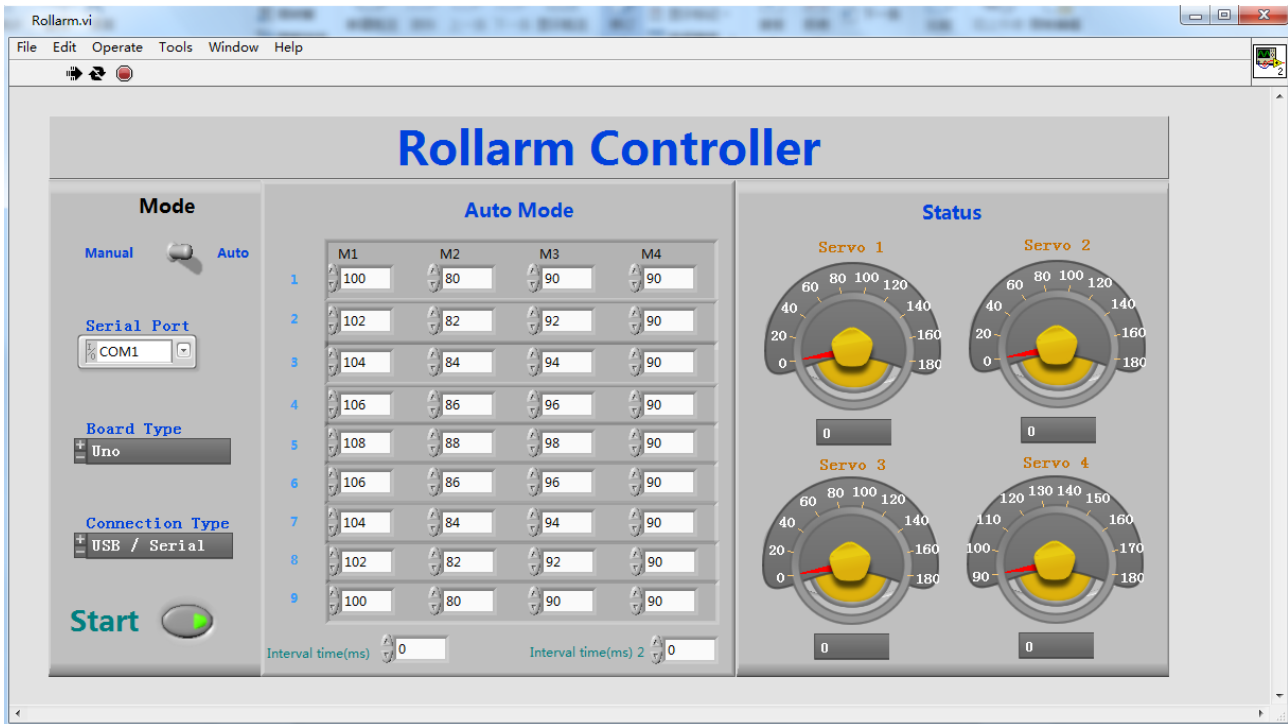 Rollarm.vi
File Edit Operate Tools Window Help
2
Rollarm Controller
Mode
Manual Auto
Serial Port
COM1
Board Type
Uno
Connection Type
USB / Serial
Start
Auto Mode
M1 M2 M3 M4
1 100 80 90 90
2 102 82 92 90
3 104 84 94 90
4 106 86 96 90
5 108 88 98 90
6 106 86 96 90
7 104 84 94 90
8 102 82 92 90
9 100 80 90 90
Interval time(ms) 0 Interval time(ms) 2 0
Status
Servo 1
0 20 40 60 80 100 120 140 160 180
0
Servo 2
0 20 40 60 80 100 120 140 160 180
0
Servo 3
0 20 40 60 80 100 120 140 160 180
0
Servo 4
90 100 110 120 130 140 150 160 170 180
0